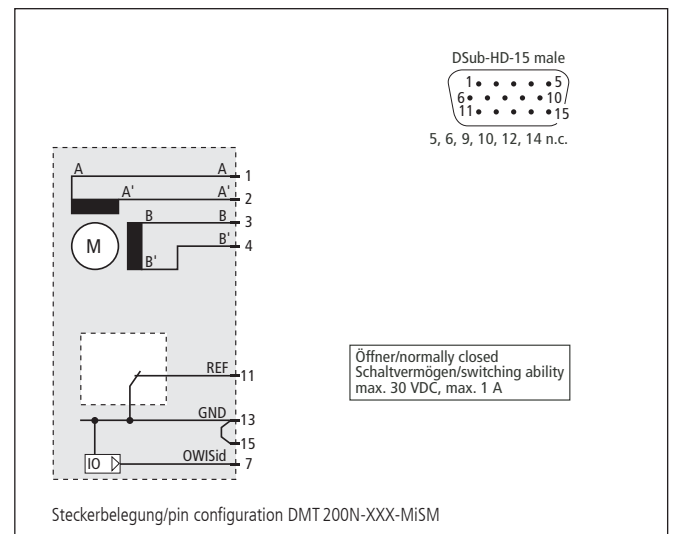 DSub-HD-15 male
1 5
6 10
11 15
5, 6, 9, 10, 12, 14 n.c.
A A 1
A' A' 2
B B 3
M B' 4
B'
Öffner/normally closed
Schaltvermögen/switching ability
max. 30 VDC, max. 1 A
REF 11
GND 13
15
IO OWISid 7
Steckerbelegung/pin configuration DMT 200N-XXX-MiSM